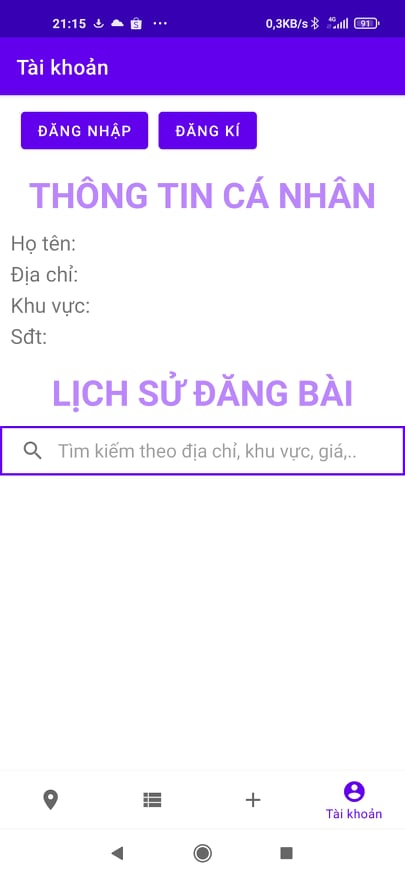 21:15
0,3KB/s 4G 91
Tài khoản
ĐĂNG NHẬP ĐĂNG KÍ
THÔNG TIN CÁ NHÂN
Họ tên:
Địa chỉ:
Khu vực:
Sđt:
LỊCH SỬ ĐĂNG BÀI
Tìm kiếm theo địa chỉ, khu vực, giá,..
Tài khoản